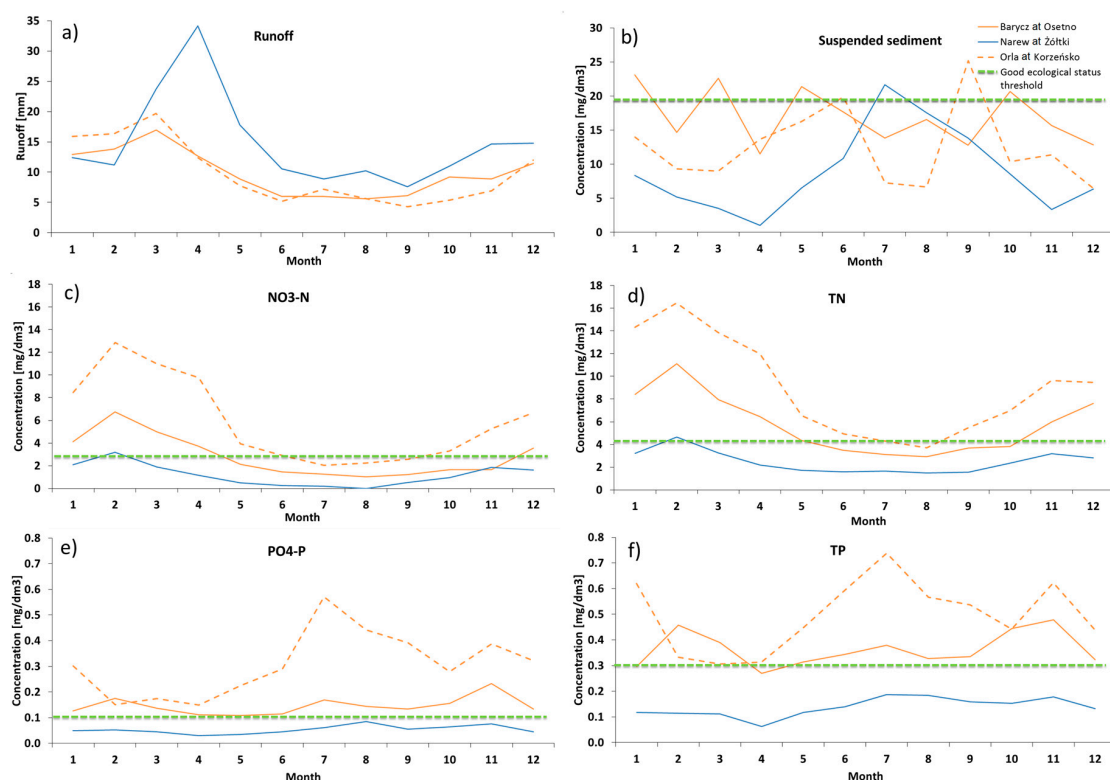 a) Runoff
Runoff [mm]
35
30
25
20
15
10
5
0
1 2 3 4 5 6 7 8 9 10 11 12
Month
b) Suspended sediment
Barycz at Osetno
Narew at Żółtki
Orla at Korzeńsko
Good ecological status
threshold
Concentration [mg/dm3]
30
25
20
15
10
5
0
1 2 3 4 5 6 7 8 9 10 11 12
Month
c) NO3-N
Concentration [mg/dm3]
18
16
14
12
10
8
6
4
2
0
1 2 3 4 5 6 7 8 9 10 11 12
Month
d) TN
Concentration [mg/dm3]
18
16
14
12
10
8
6
4
2
0
1 2 3 4 5 6 7 8 9 10 11 12
Month
e) PO4-P
Concentration [mg/dm3]
0.8
0.7
0.6
0.5
0.4
0.3
0.2
0.1
0.0
1 2 3 4 5 6 7 8 9 10 11 12
Month
f) TP
Concentration [mg/dm3]
0.8
0.7
0.6
0.5
0.4
0.3
0.2
0.1
0.0
1 2 3 4 5 6 7 8 9 10 11 12
Month